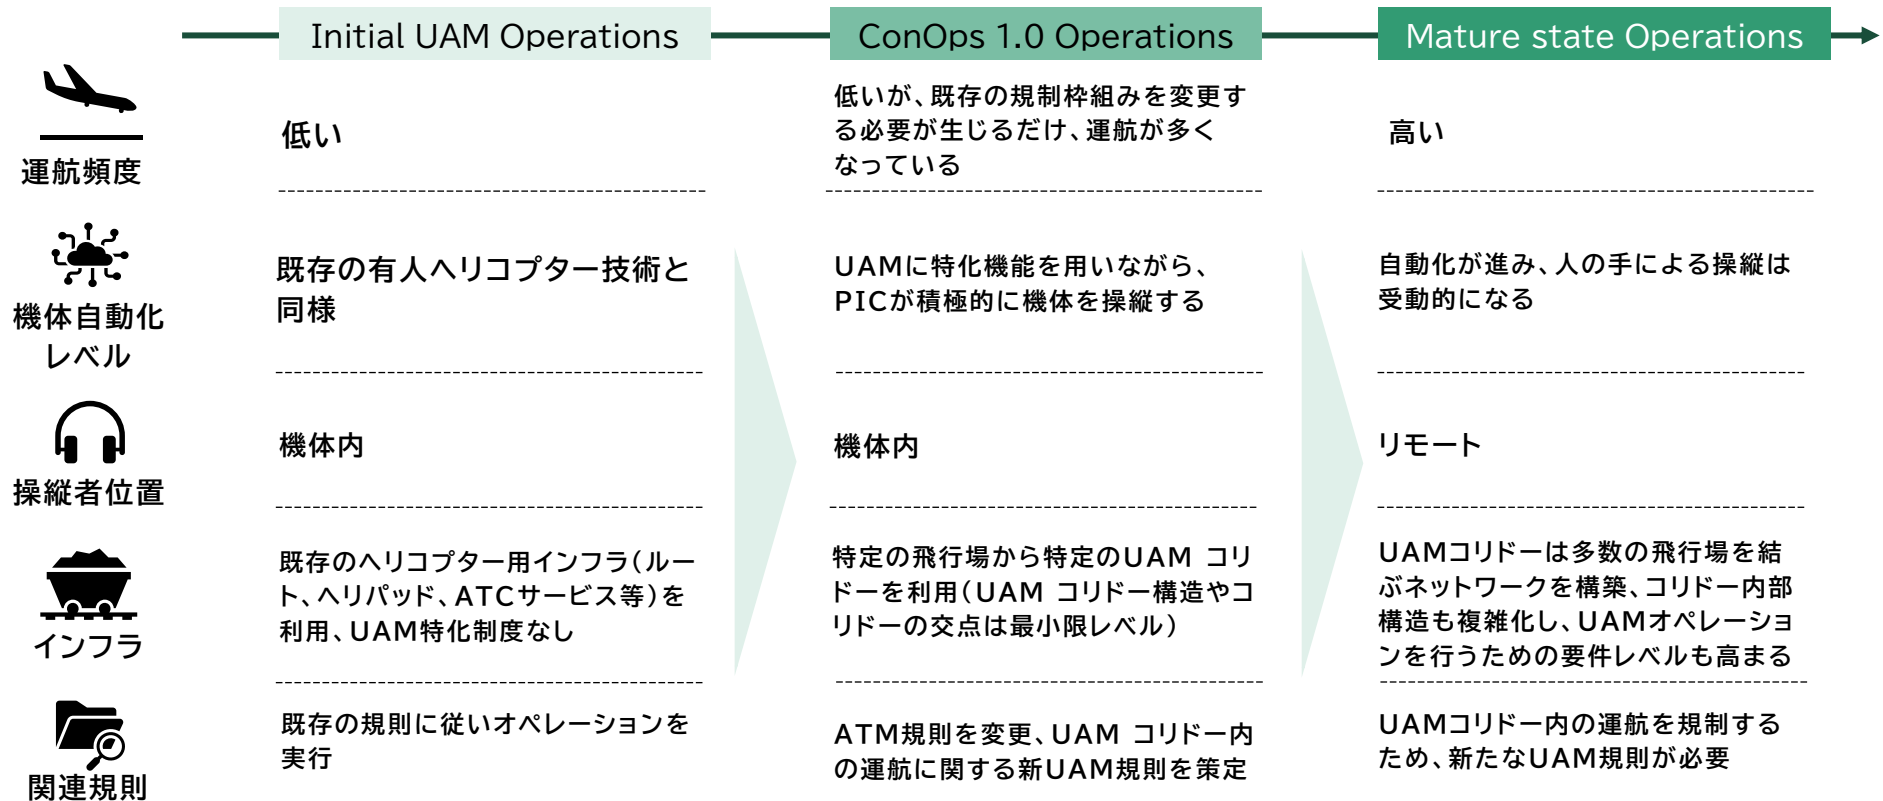 Initial UAM Operations
ConOps 1.0 Operations
Mature state Operations
運航頻度
低い
低いが、既存の規制枠組みを変更す
る必要が生じるだけ、運航が多く
なっている
高い
機体自動化
レベル
既存の有人ヘリコプター技術と
同様
UAMに特化機能を用いながら、
PICが積極的に機体を操縦する
自動化が進み、人の手による操縦は
受動的になる
操縦者位置
機体内
機体内
リモート
インフラ
既存のヘリコプター用インフラ(ルー
ト、ヘリパッド、ATCサービス等)を
利用、UAM特化制度なし
特定の飛行場から特定のUAM コリ
ドーを利用(UAM コリドー構造やコ
リドーの交点は最小限レベル)
UAMコリドーは多数の飛行場を結
ぶネットワークを構築、コリドー内部
構造も複雑化し、UAMオペレーショ
ンを行うための要件レベルも高まる
関連規則
既存の規則に従いオペレーションを
実行
ATM規則を変更、UAM コリドー内
の運航に関する新UAM規則を策定
UAMコリドー内の運航を規制する
ため、新たなUAM規則が必要